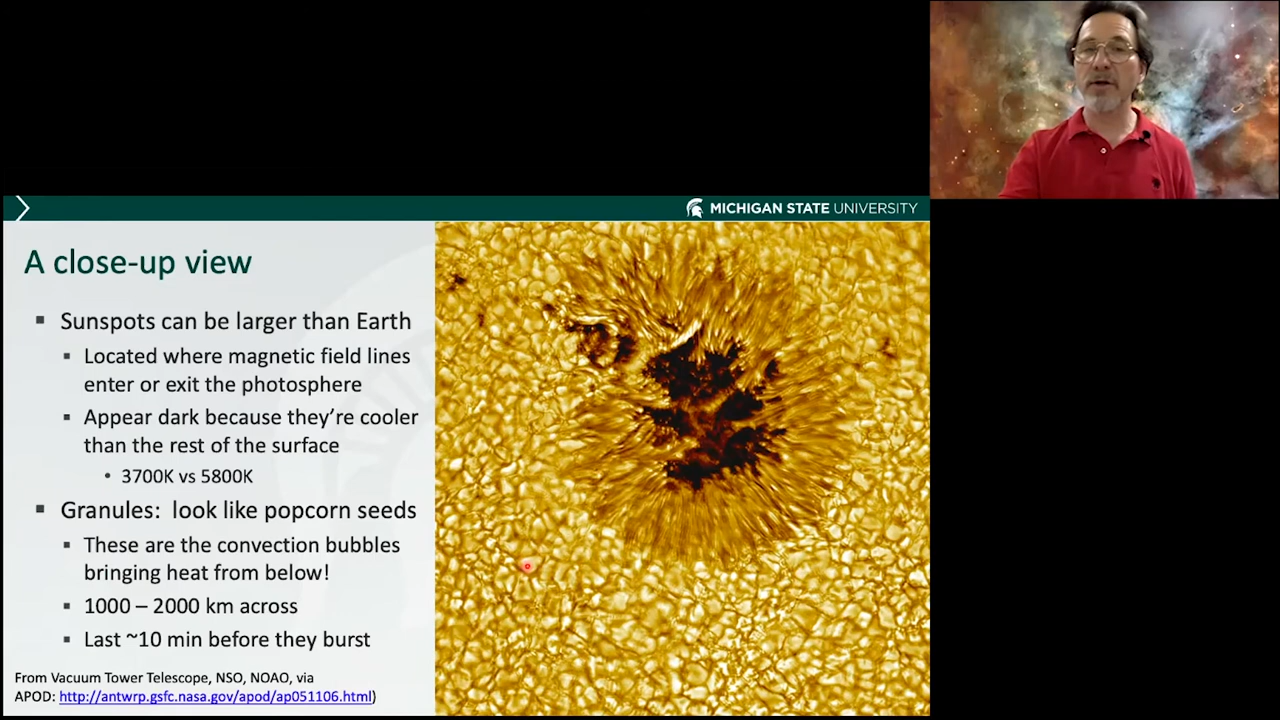 MICHIGAN STATE UNIVERSITY
A close-up view
▪ Sunspots can be larger than Earth
▪ Located where magnetic field lines
enter or exit the photosphere
▪ Appear dark because they're cooler
than the rest of the surface
• 3700K vs 5800K
▪ Granules: look like popcorn seeds
▪ These are the convection bubbles
bringing heat from below!
▪ 1000 – 2000 km across
▪ Last ~10 min before they burst
From Vacuum Tower Telescope, NSO, NOAO, via
APOD: http://antwrp.gsfc.nasa.gov/apod/ap051106.html)